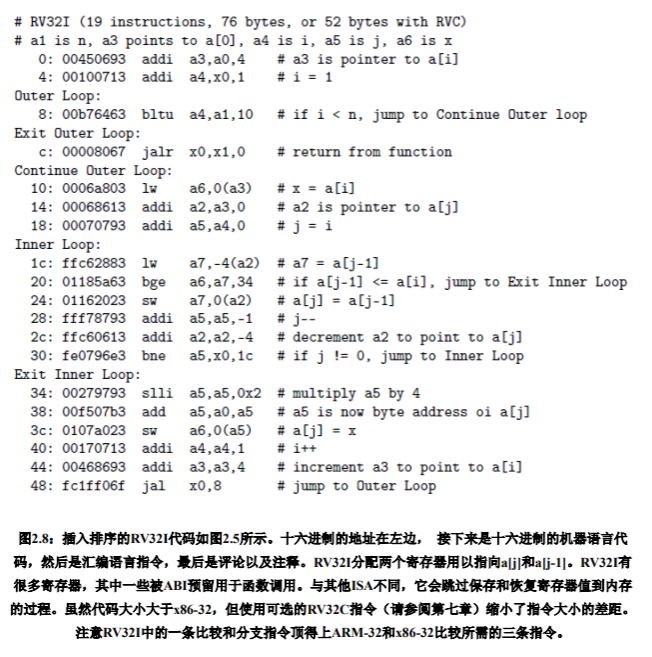 # RV32I (19 instructions, 76 bytes, or 52 bytes with RVC)
# a1 is n, a3 points to a[0], a4 is i, a5 is j, a6 is x
0: 00450693 addi a3,a0,4 # a3 is pointer to a[i]
4: 00100713 addi a4,x0,1 # i = 1
Outer Loop:
8: 00b76463 bltu a4,a1,10 # if i < n, jump to Continue Outer loop
Exit Outer Loop:
c: 00008067 jalr x0,x1,0 # return from function
Continue Outer Loop:
10: 0006a803 lw a6,0(a3) # x = a[i]
14: 00068613 addi a2,a3,0 # a2 is pointer to a[j]
18: 00070793 addi a5,a4,0 # j = i
Inner Loop:
1c: ffc62883 lw a7,-4(a2) # a7 = a[j-1]
20: 01185a63 bge a6,a7,34 # if a[j-1] <= a[i], jump to Exit Inner Loop
24: 01162023 sw a7,0(a2) # a[j] = a[j-1]
28: fff78793 addi a5,a5,-1 # j--
2c: ffc60613 addi a2,a2,-4 # decrement a2 to point to a[j]
30: fe0796e3 bne a5,x0,1c # if j != 0, jump to Inner Loop
Exit Inner Loop:
34: 00279793 slli a5,a5,0x2 # multiply a5 by 4
38: 00f507b3 add a5,a0,a5 # a5 is now byte address oi a[j]
3c: 0107a023 sw a6,0(a5) # a[j] = x
40: 00170713 addi a4,a4,1 # i++
44: 00468693 addi a3,a3,4 # increment a3 to point to a[i]
48: fc1ff06f jal x0,8 # jump to Outer Loop
图2.8：插入排序的RV32I代码如图2.5所示。十六进制的地址在左边， 接下来是十六进制的机器语言代
码，然后是汇编语言指令，最后是评论以及注释。RV32I分配两个寄存器用以指向a[j]和a[j-1]。RV32I有
很多寄存器，其中一些被ABI预留用于函数调用。与其他ISA不同，它会跳过保存和恢复寄存器值到内存
的过程。虽然代码大小大于x86-32，但使用可选的RV32C指令（请参阅第七章）缩小了指令大小的差距。
注意RV32I中的一条比较和分支指令顶得上ARM-32和x86-32比较所需的三条指令。